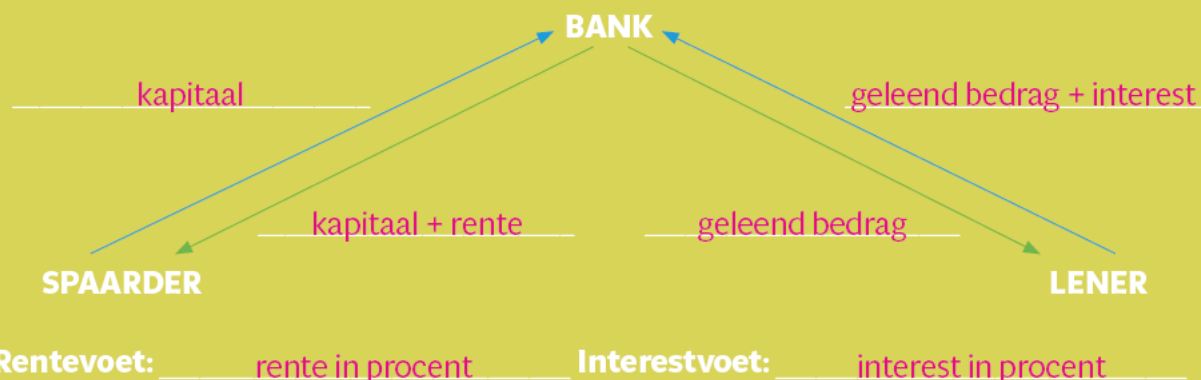 BANK
kapitaal
geleend bedrag + interest
kapitaal + rente
geleend bedrag
SPAARDER
LENER
Rentevoet: rente in procent Interestvoet: interest in procent